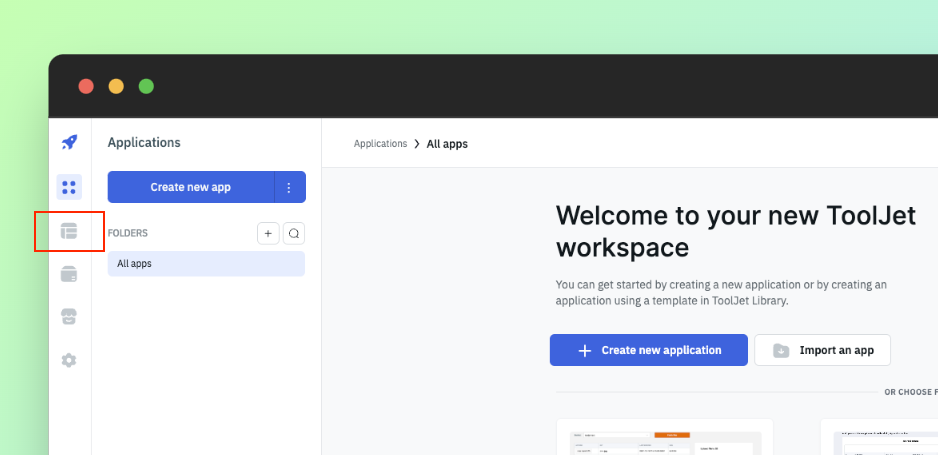 Applications
Applications All apps
Create new app
FOLDERS
All apps
Welcome to your new ToolJet
workspace
You can get started by creating a new application or by creating an
application using a template in ToolJet Library.
Create new application
Import an app
OR CHOOSE F